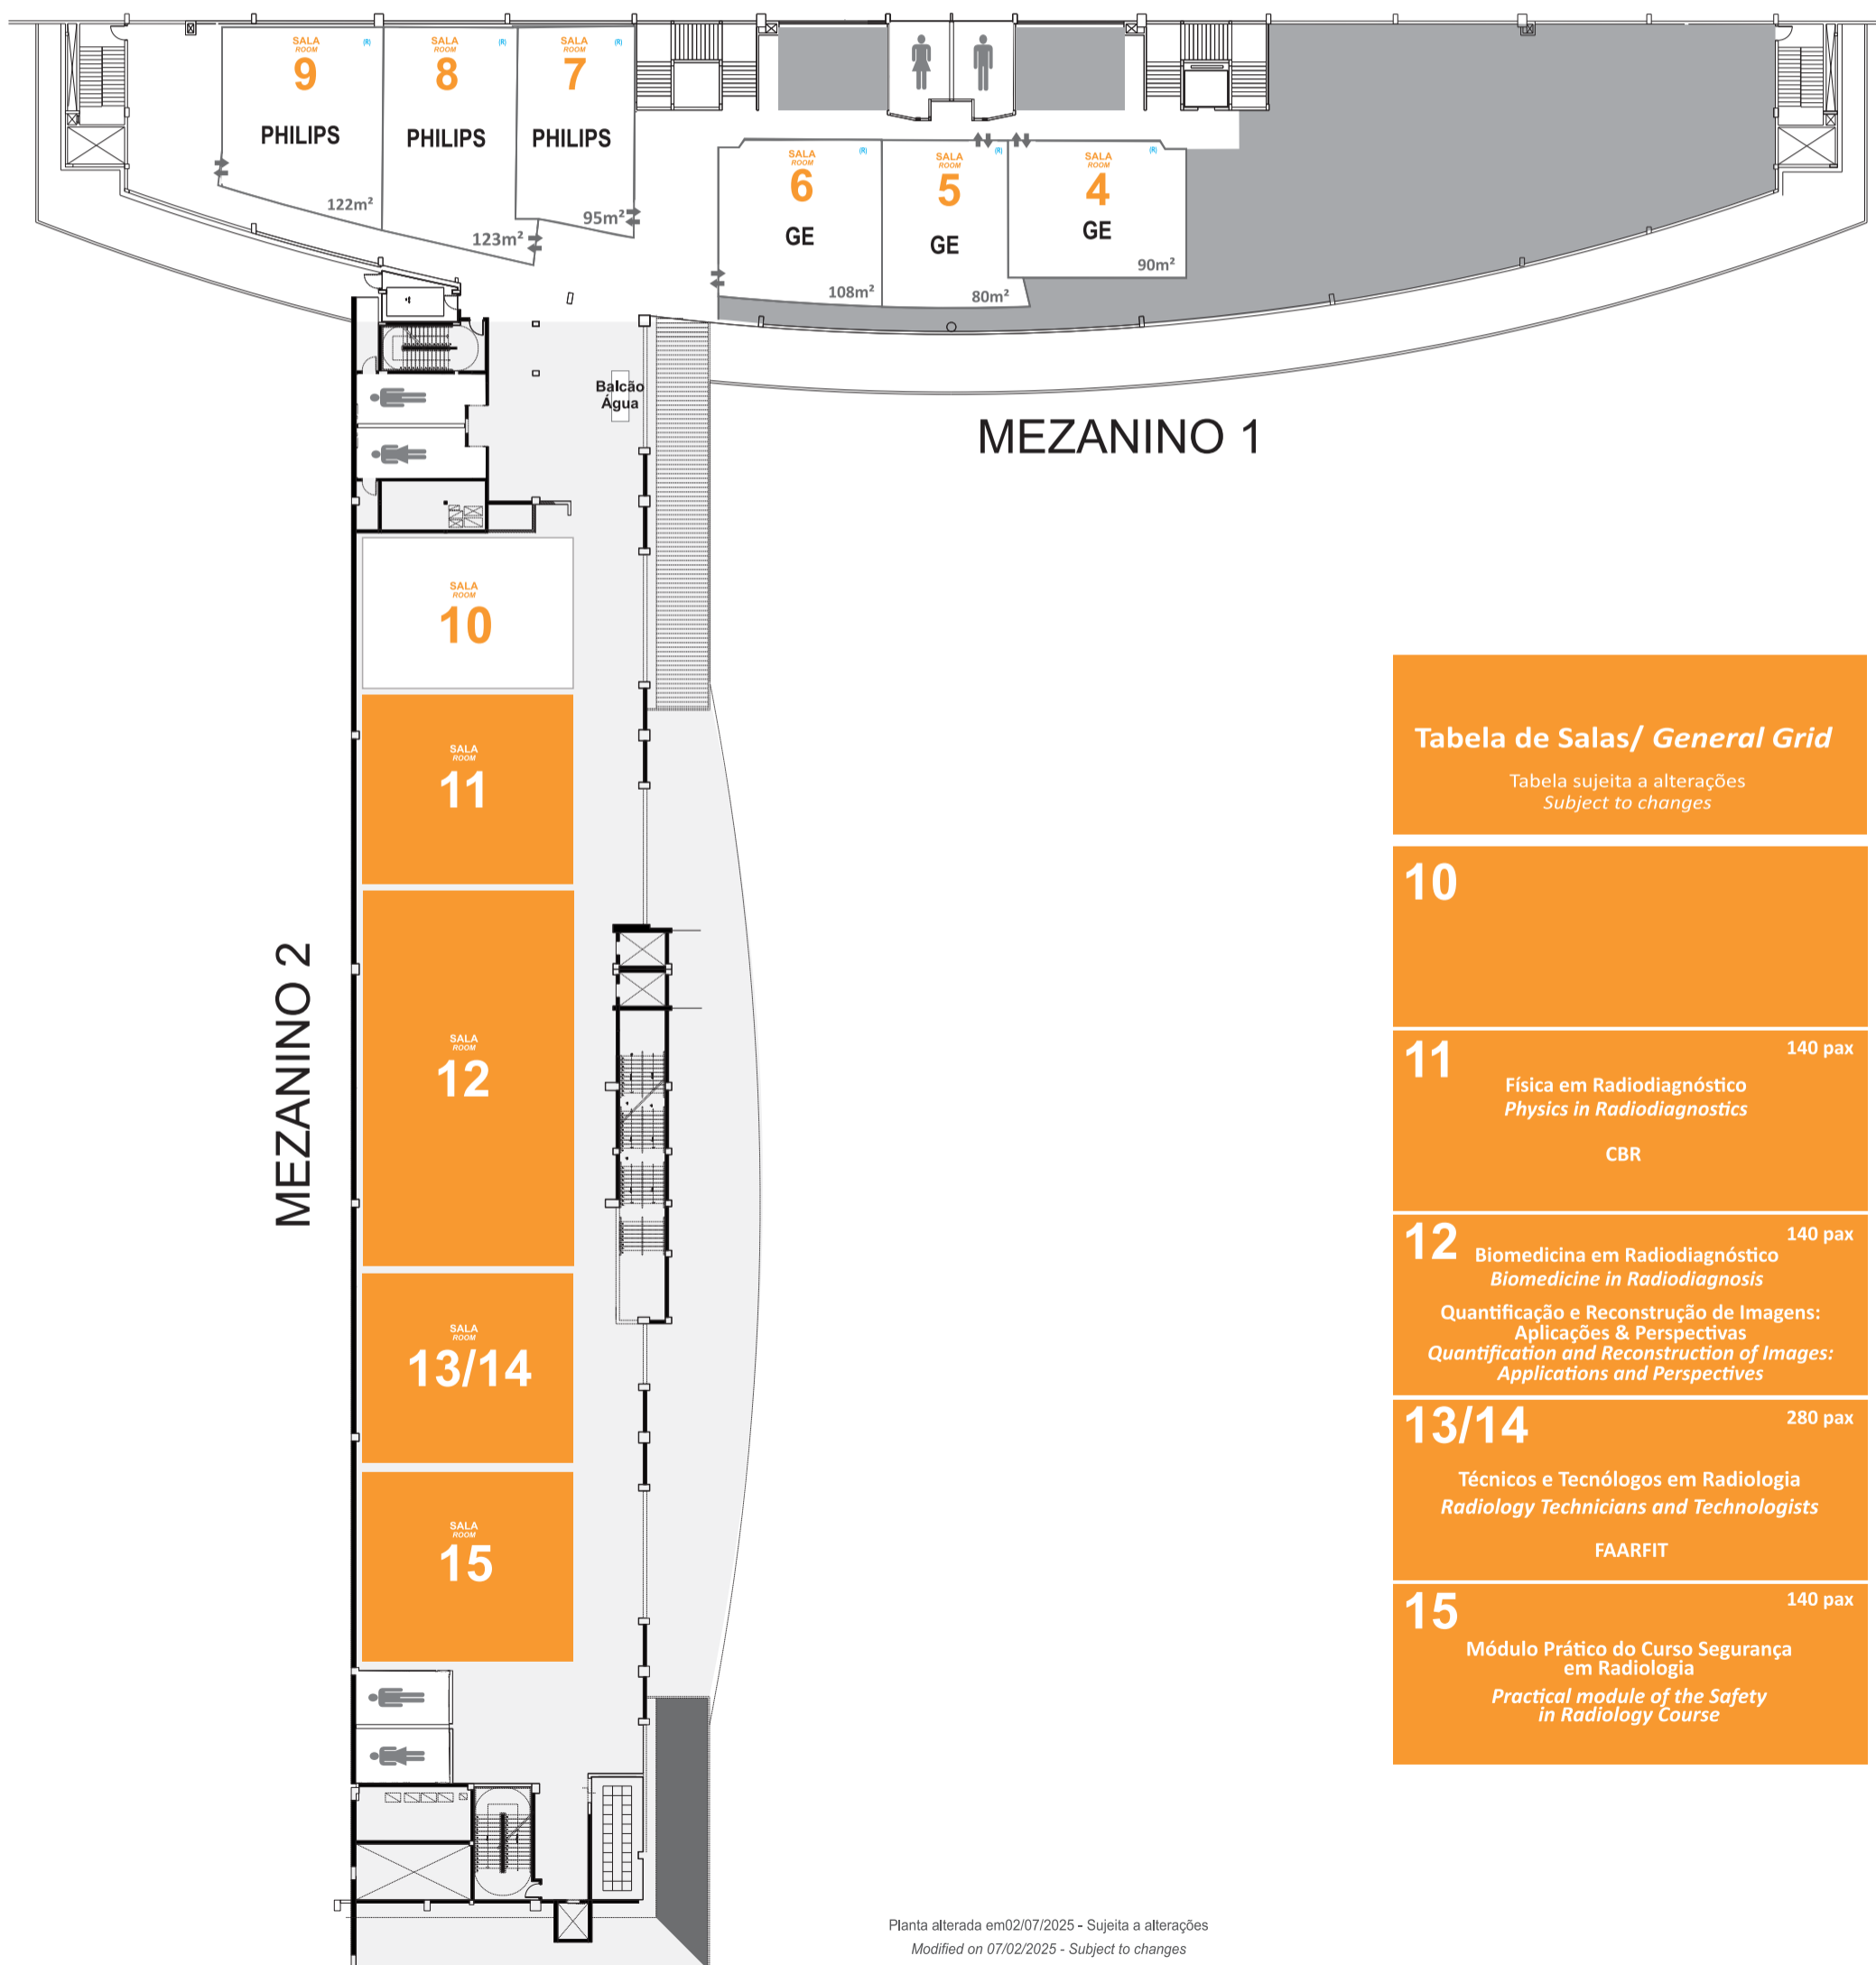 SALA
ROOM
9
(R)
PHILIPS
122m²
SALA
ROOM
8
(R)
PHILIPS
123m²
SALA
ROOM
7
(R)
PHILIPS
95m²
SALA
ROOM
6
(R)
GE
108m²
SALA
ROOM
5
(R)
GE
80m²
SALA
ROOM
4
(R)
GE
90m²
Balcão
Água
MEZANINO 1
SALA
ROOM
10
SALA
ROOM
11
SALA
ROOM
12
SALA
ROOM
13/14
SALA
ROOM
15
MEZANINO 2
Tabela de Salas/ General Grid
Tabela sujeita a alterações
Subject to changes
10
11
140 pax
Física em Radiodiagnóstico
Physics in Radiodiagnostics
CBR
12
140 pax
Biomedicina em Radiodiagnóstico
Biomedicine in Radiodiagnosis
Quantificação e Reconstrução de Imagens:
Aplicações & Perspectivas
Quantification and Reconstruction of Images:
Applications and Perspectives
13/14
280 pax
Técnicos e Tecnólogos em Radiologia
Radiology Technicians and Technologists
FAARFIT
15
140 pax
Módulo Prático do Curso Segurança
em Radiologia
Practical module of the Safety
in Radiology Course
Planta alterada em02/07/2025 - Sujeita a alterações
Modified on 07/02/2025 - Subject to changes